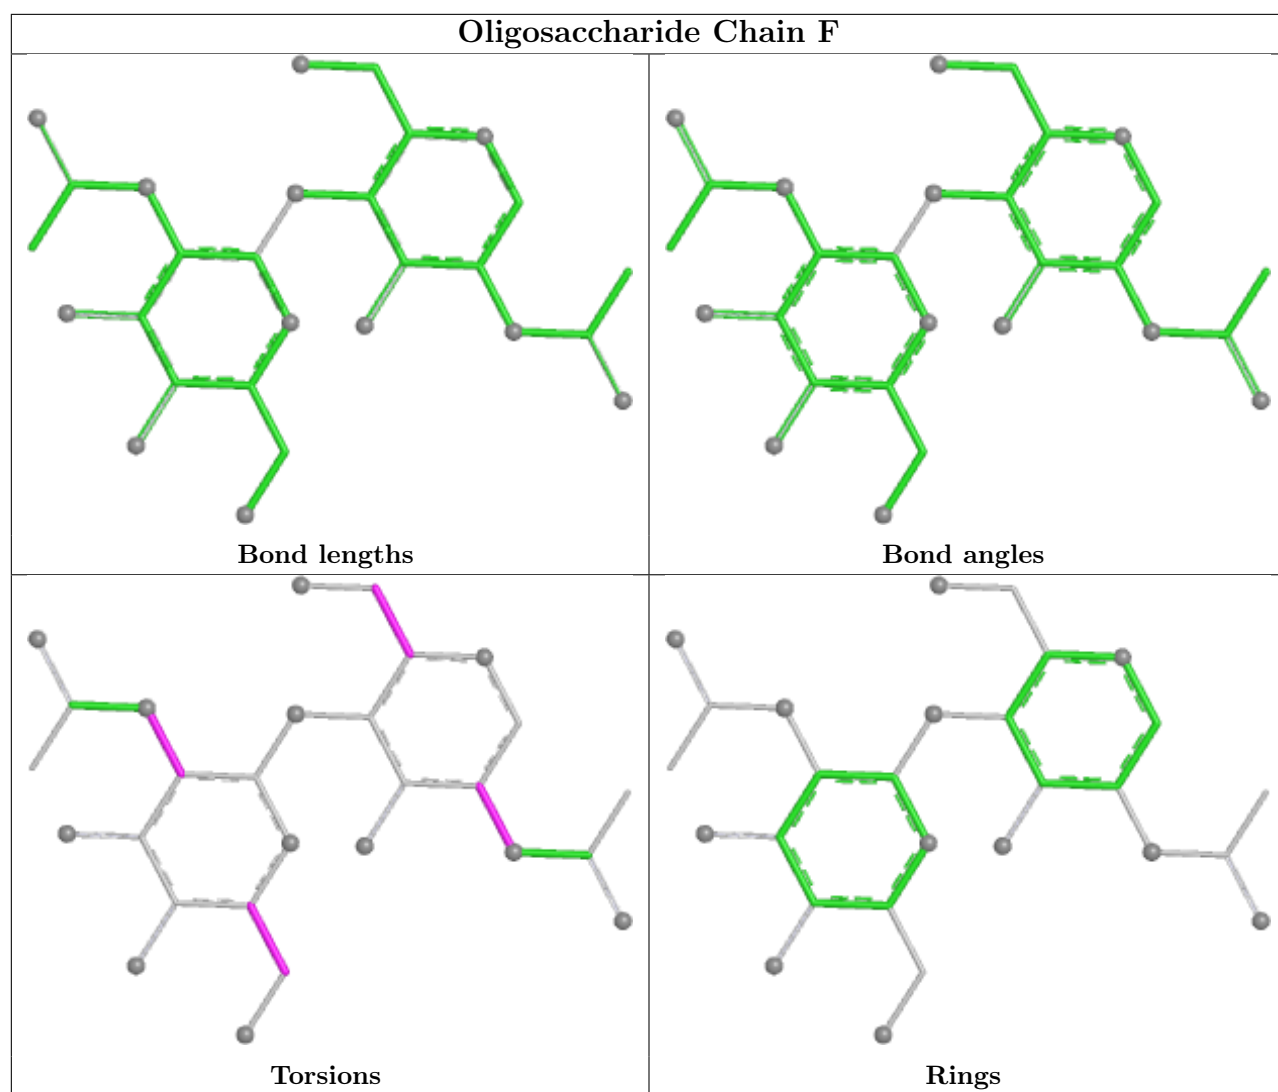 Oligosaccharide Chain F
Bond lengths
Bond angles
Torsions
Rings